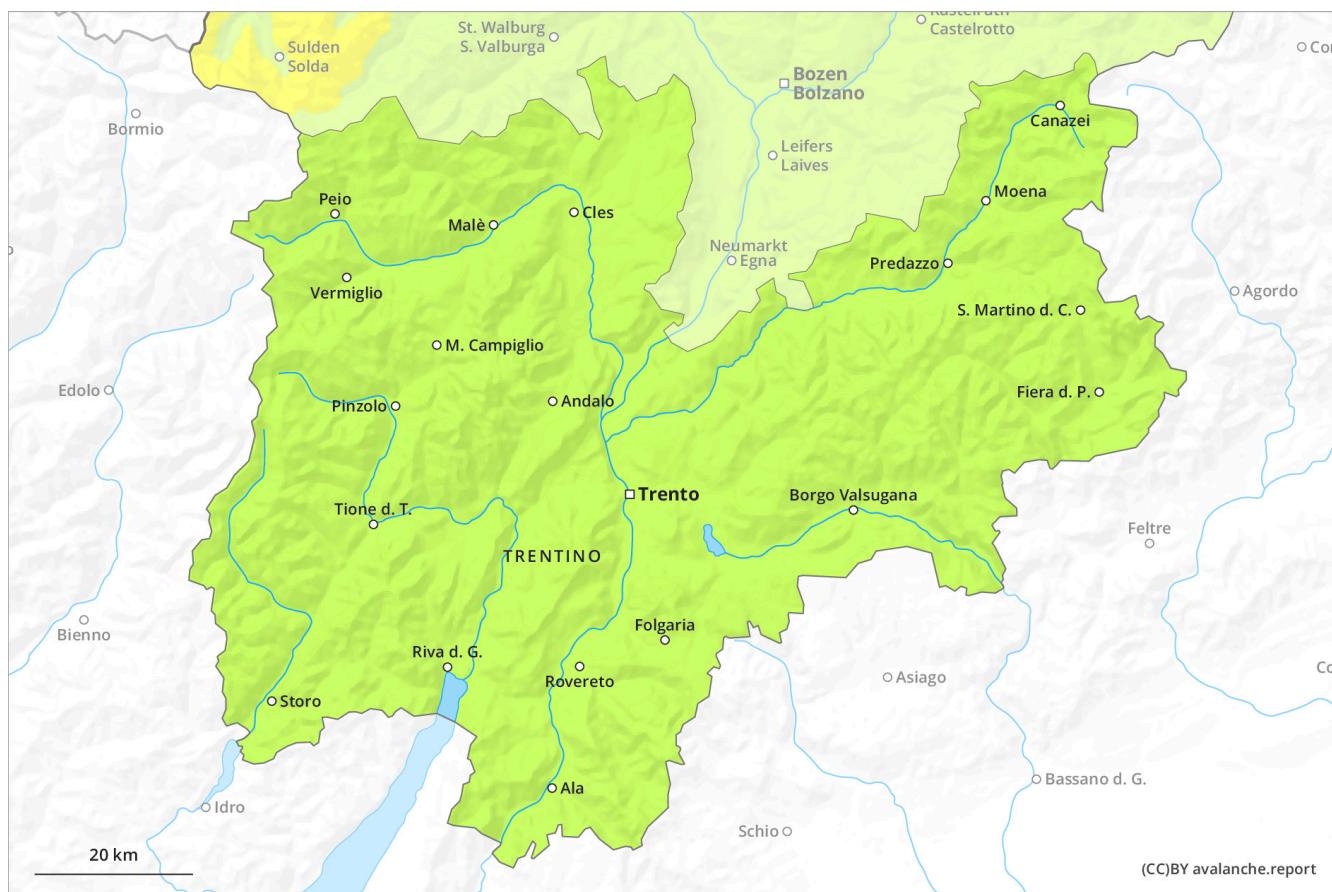 Kastelruth
Castelrotto
St. Walburg
S. Valburga
Sulden
Solda
Bozen
Bolzano
Bormio
Canazei
Leifers
Laives
Peio
Moena
Malè
Cles
Neumarkt
Egna
Predazzo
Vermiglio
Agordo
S. Martino d. C.
M. Campiglio
Edolo
Pinzolo
Andalo
Fiera d. P.
Trento
Borgo Valsugana
Tione d. T.
Feltre
TRENTINO
Bienno
Folgaria
Riva d. G.
Asiago
Rovereto
Storo
Bassano d. G.
Ala
Idro
Schio
20 km
(CC)BY avalanche.report